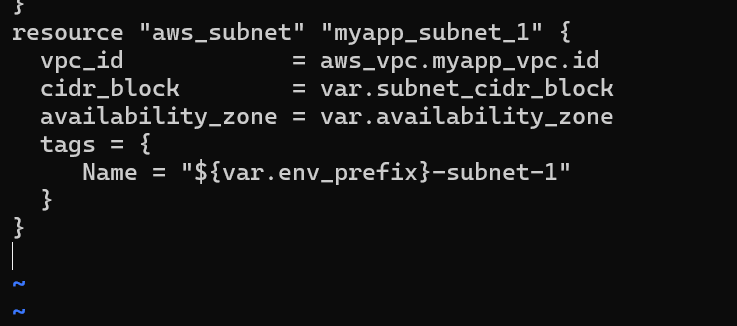 }
resource "aws_subnet" "myapp_subnet_1" {
  vpc_id            = aws_vpc.myapp_vpc.id
  cidr_block        = var.subnet_cidr_block
  availability_zone = var.availability_zone
  tags = {
     Name = "${var.env_prefix}-subnet-1"
  }
}
~
~